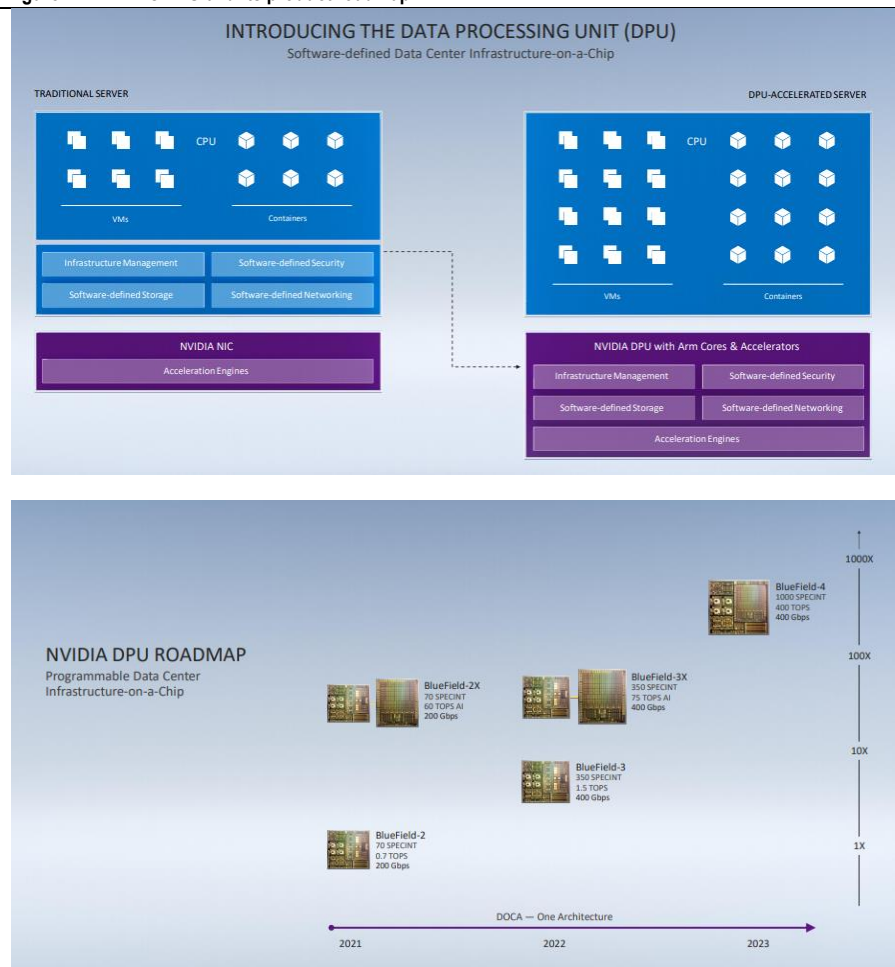 INTRODUCING THE DATA PROCESSING UNIT (DPU)
Software-defined Data Center Infrastructure-on-a-Chip
TRADITIONAL SERVER
CPU
VMs
Containers
Infrastructure Management
Software-defined Security
Software-defined Storage
Software-defined Networking
NVIDIA NIC
Acceleration Engines
DPU-ACCELERATED SERVER
CPU
VMs
Containers
NVIDIA DPU with Arm Cores & Accelerators
Infrastructure Management
Software-defined Security
Software-defined Storage
Software-defined Networking
Acceleration Engines
NVIDIA DPU ROADMAP
Programmable Data Center
Infrastructure-on-a-Chip
BlueField-2X
70 SPECINT
60 TOPS AI
200 Gbps
BlueField-2
70 SPECINT
0.7 TOPS
200 Gbps
BlueField-3X
350 SPECINT
75 TOPS AI
400 Gbps
BlueField-3
350 SPECINT
1.5 TOPS
400 Gbps
BlueField-4
1000 SPECINT
400 TOPS
400 Gbps
1000X
100X
10X
1X
DOCA — One Architecture
2021
2022
2023